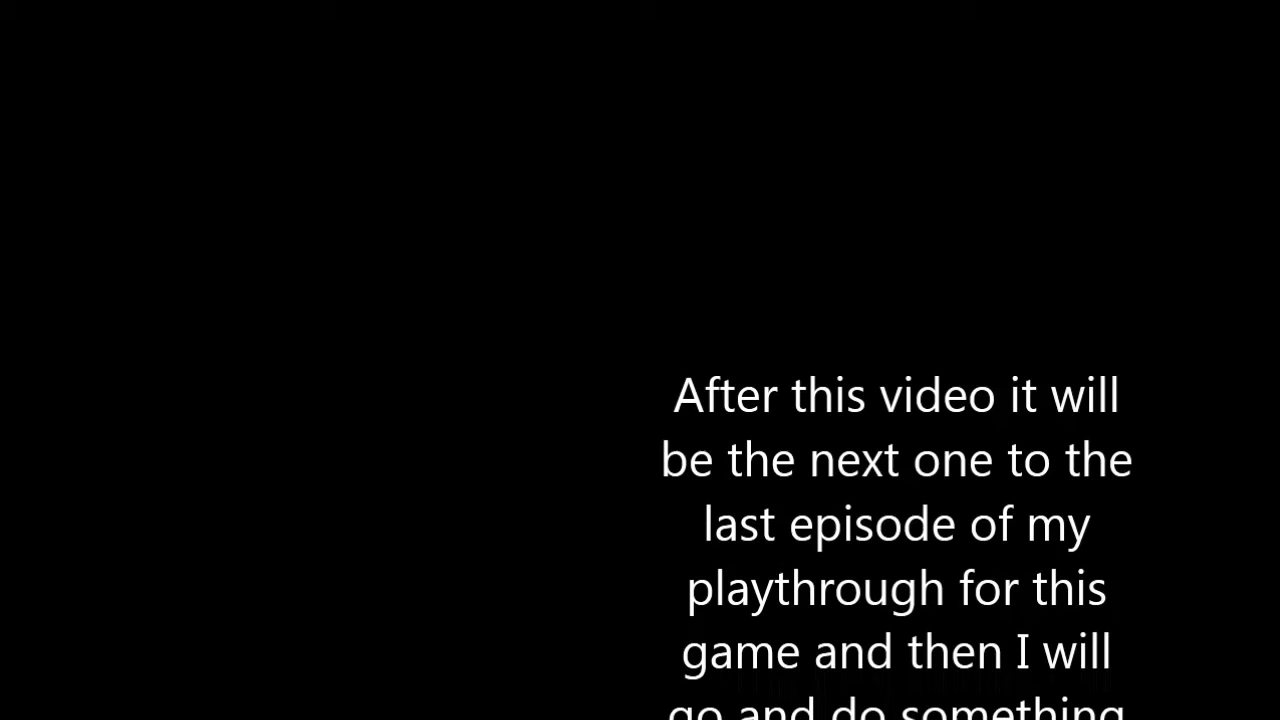 After this video it will
be the next one to the
last episode of my
playthrough for this
game and then I will
go and do something